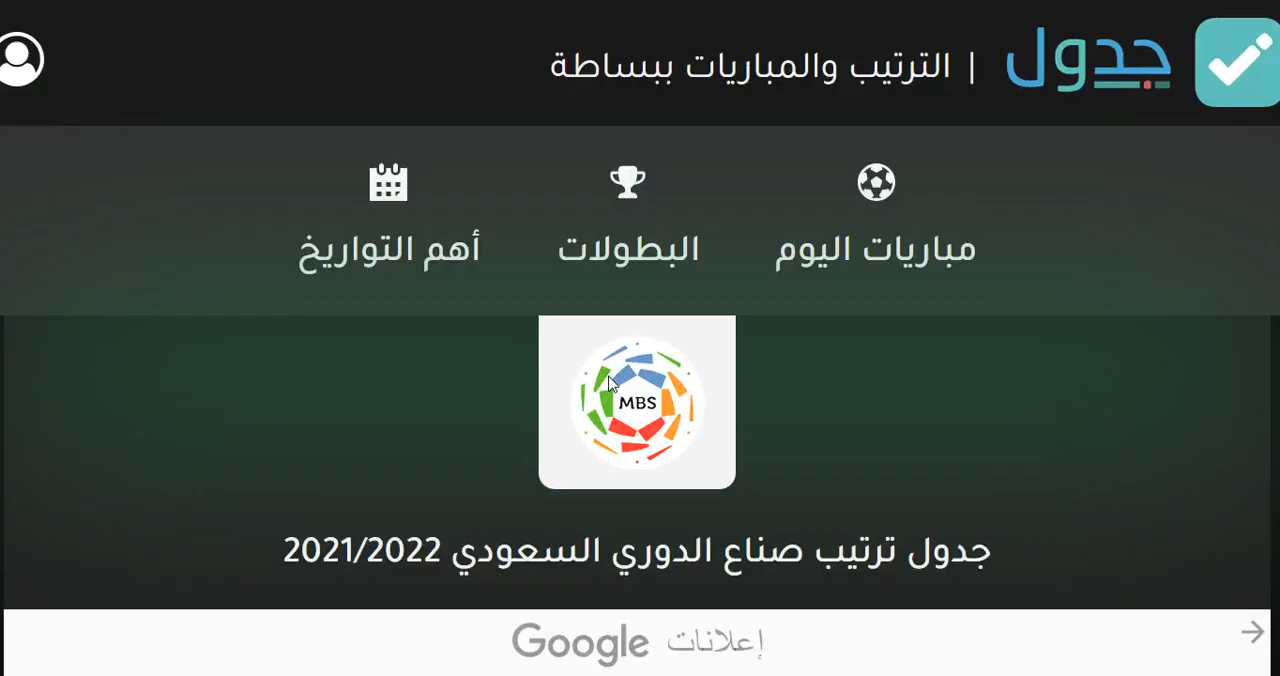 جدول | الترتيب والمباريات ببساطة
مباريات اليوم
البطولات
أهم التواريخ
MBS
جدول ترتيب صناع الدوري السعودي 2021/2022
إعلانات Google